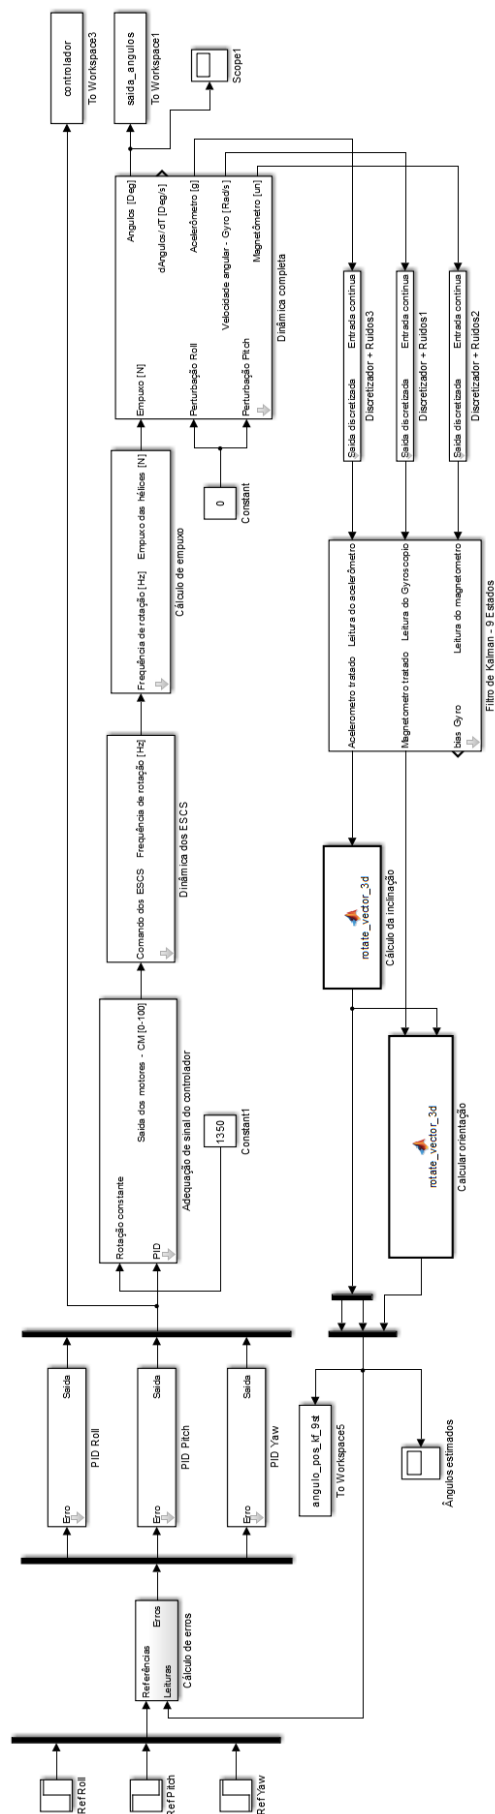 Ref Roll
Ref Pitch
Ref Yaw
Referências
Erros
Leituras
Cálculo de erros
Erro
Saída
PID Roll
Erro
Saída
PID Pitch
Erro
Saída
PID Yaw
Rotação constante
Saída dos motores - CM [0-100]
PID
Adequação de sinal do controlador
1350
Constant1
Comando dos ESCS
Frequência de rotação [Hz]
Dinâmica dos ESCS
Frequência de rotação [Hz]
Empuxo das hélices [N]
Cálculo de empuxo
0
Constant
Empuxo [N]
Perturbação Roll
Perturbação Pitch
Angulos [Deg]
dAngulos/dT [Deg/s]
Acelerômetro [g]
Velocidade angular - Gyro [Rad/s]
Magnetômetro [un]
Dinâmica completa
controlador
To Workspace3
saida_angulos
To Workspace1
Scope1
Saída discretizada
Entrada continua
Discretizador + Ruidos3
Saída discretizada
Entrada continua
Discretizador + Ruidos1
Saída discretizada
Entrada continua
Discretizador + Ruidos2
Acelerometro tratado
Leitura do acelerômetro
Magnetometro tratado
Leitura do Gyroscopio
bias Gyro
Leitura do magnetometro
Filtro de Kalman - 9 Estados
rotate_vector_3d
Cálculo da inclinação
rotate_vector_3d
Calcular orientação
angulo_pos_kf_9st
To Workspace5
Ângulos estimados